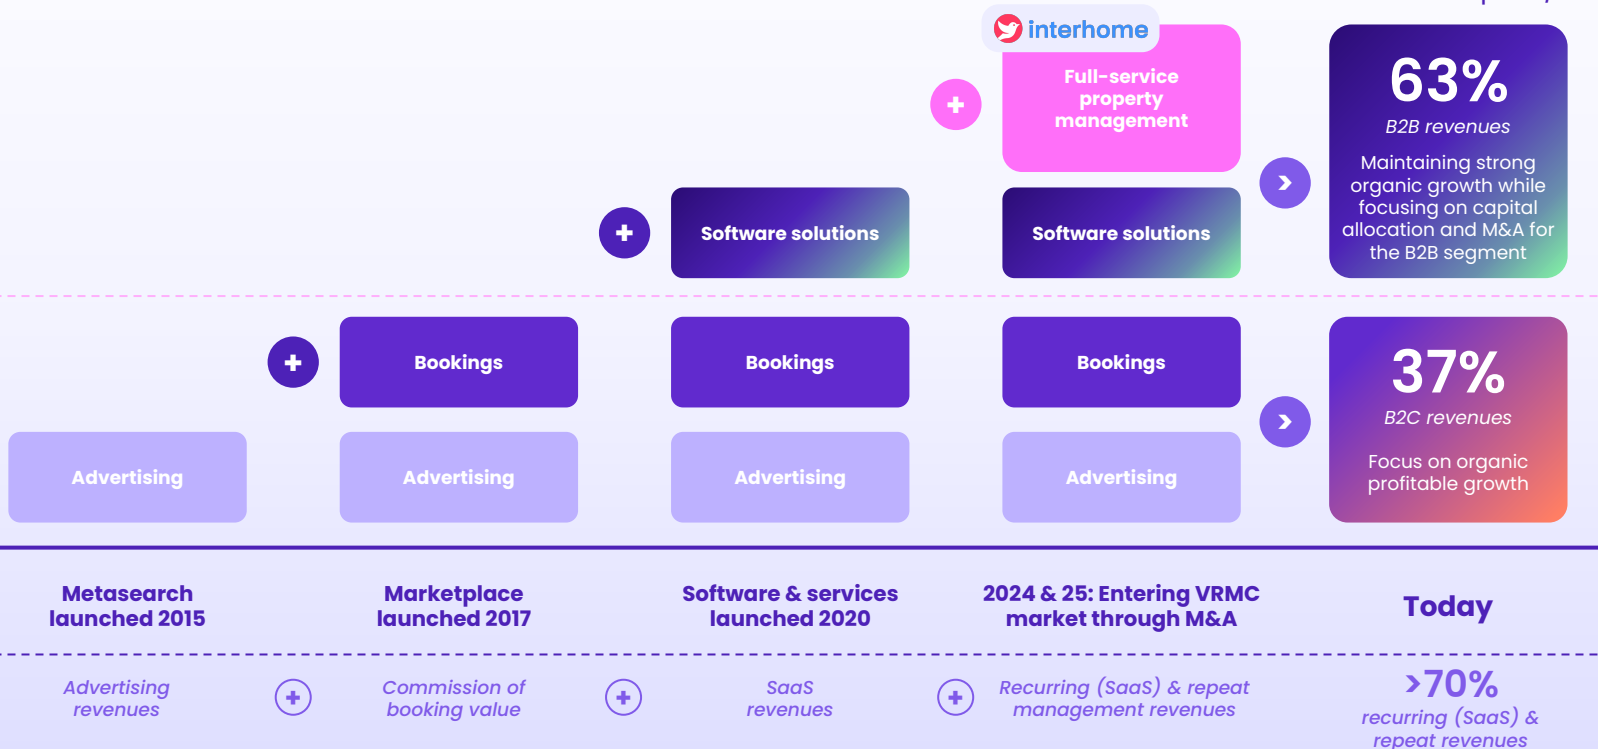 interhome
Full-service
property
management
63%
B2B revenues
Maintaining strong
organic growth while
focusing on capital
allocation and M&A for
the B2B segment
Software solutions
Software solutions
Bookings
Bookings
Bookings
37%
B2C revenues
Focus on organic
profitable growth
Advertising
Advertising
Advertising
Advertising
Metasearch
launched 2015
Marketplace
launched 2017
Software & services
launched 2020
2024 & 25: Entering VRMC
market through M&A
Today
Advertising
revenues
Commission of
booking value
SaaS
revenues
Recurring (SaaS) & repeat
management revenues
>70%
recurring (SaaS) &
repeat revenues